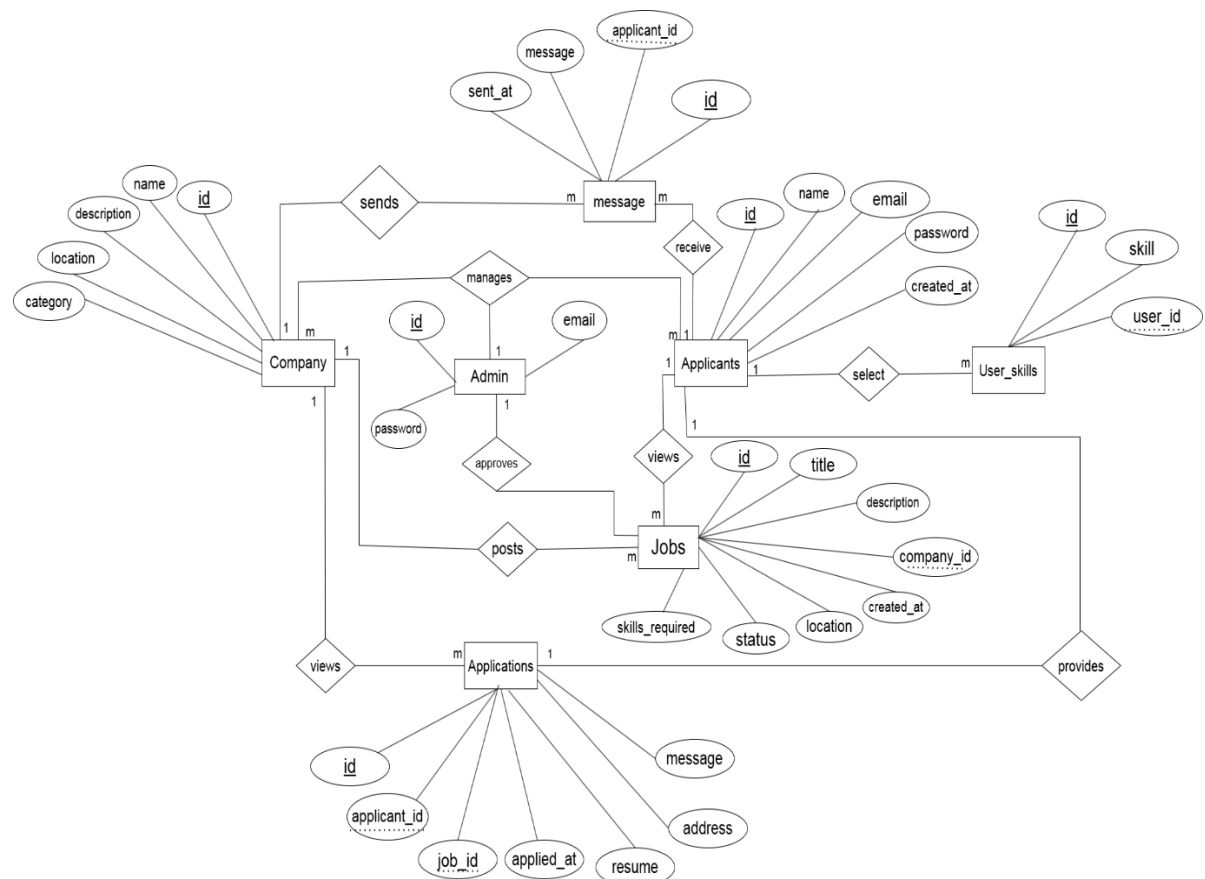 applicant_id
message
sent_at
id
message
m
m
sends
receive
name
id
description
location
category
Company
1
m
1
1
manages
id
email
password
Admin
1
1
approves
id
name
email
password
created_at
Applicants
m
1
1
1
1
select
m
User_skills
id
skill
user_id
views
m
Jobs
m
id
title
description
company_id
created_at
location
status
skills_required
posts
views
m
Applications
1
provides
id
applicant_id
job_id
applied_at
resume
address
message